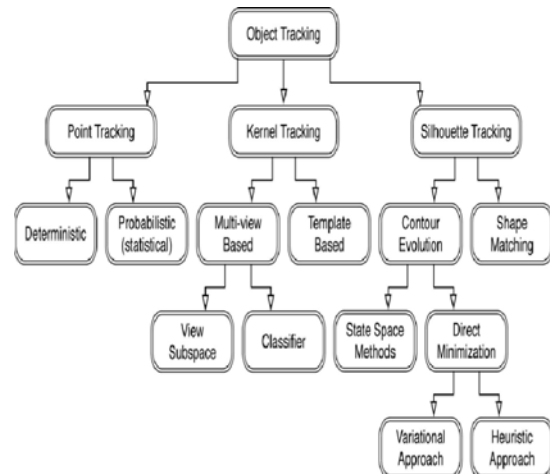 Object Tracking
Point Tracking
Kernel Tracking
Silhouette Tracking
Deterministic
Probabilistic
(statistical)
Multi-view
Based
Template
Based
Contour
Evolution
Shape
Matching
View
Subspace
Classifier
State Space
Methods
Direct
Minimization
Variational
Approach
Heuristic
Approach